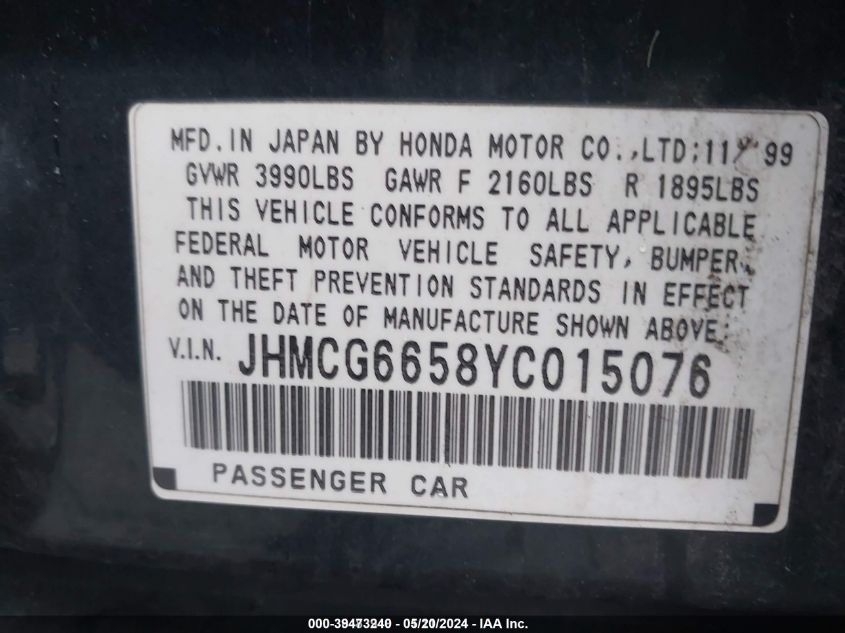 MFD.IN JAPAN BY HONDA MOTOR CO.,LTD:11/'99
GVWR 3990LBS GAWR F 2160LBS R 1895LBS
THIS VEHICLE CONFORMS TO ALL APPLICABLE
FEDERAL MOTOR VEHICLE SAFETY, BUMPER,
AND THEFT PREVENTION STANDARDS IN EFFECT
ON THE DATE OF MANUFACTURE SHOWN ABOVE.
V.I.N. JHMCG6658YC015076
PASSENGER CAR
05/20/2024 - IAA Inc.